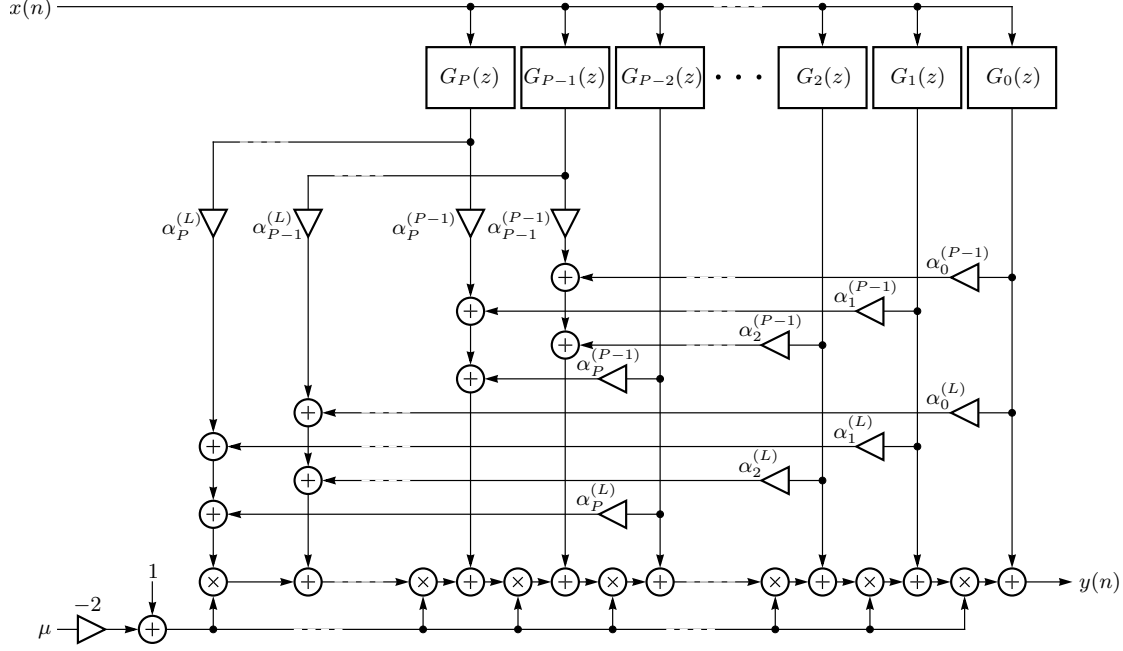 x(n)
G_P(z) G_{P−1}(z) G_{P−2}(z) · · · G_2(z) G_1(z) G_0(z)
α_P^{(L)} α_{P−1}^{(L)} α_P^{(P−1)} α_{P−1}^{(P−1)}
α_0^{(P−1)}
α_1^{(P−1)}
α_2^{(P−1)}
α_P^{(P−1)}
α_0^{(L)}
α_1^{(L)}
α_2^{(L)}
α_P^{(L)}
y(n)
1
−2
μ